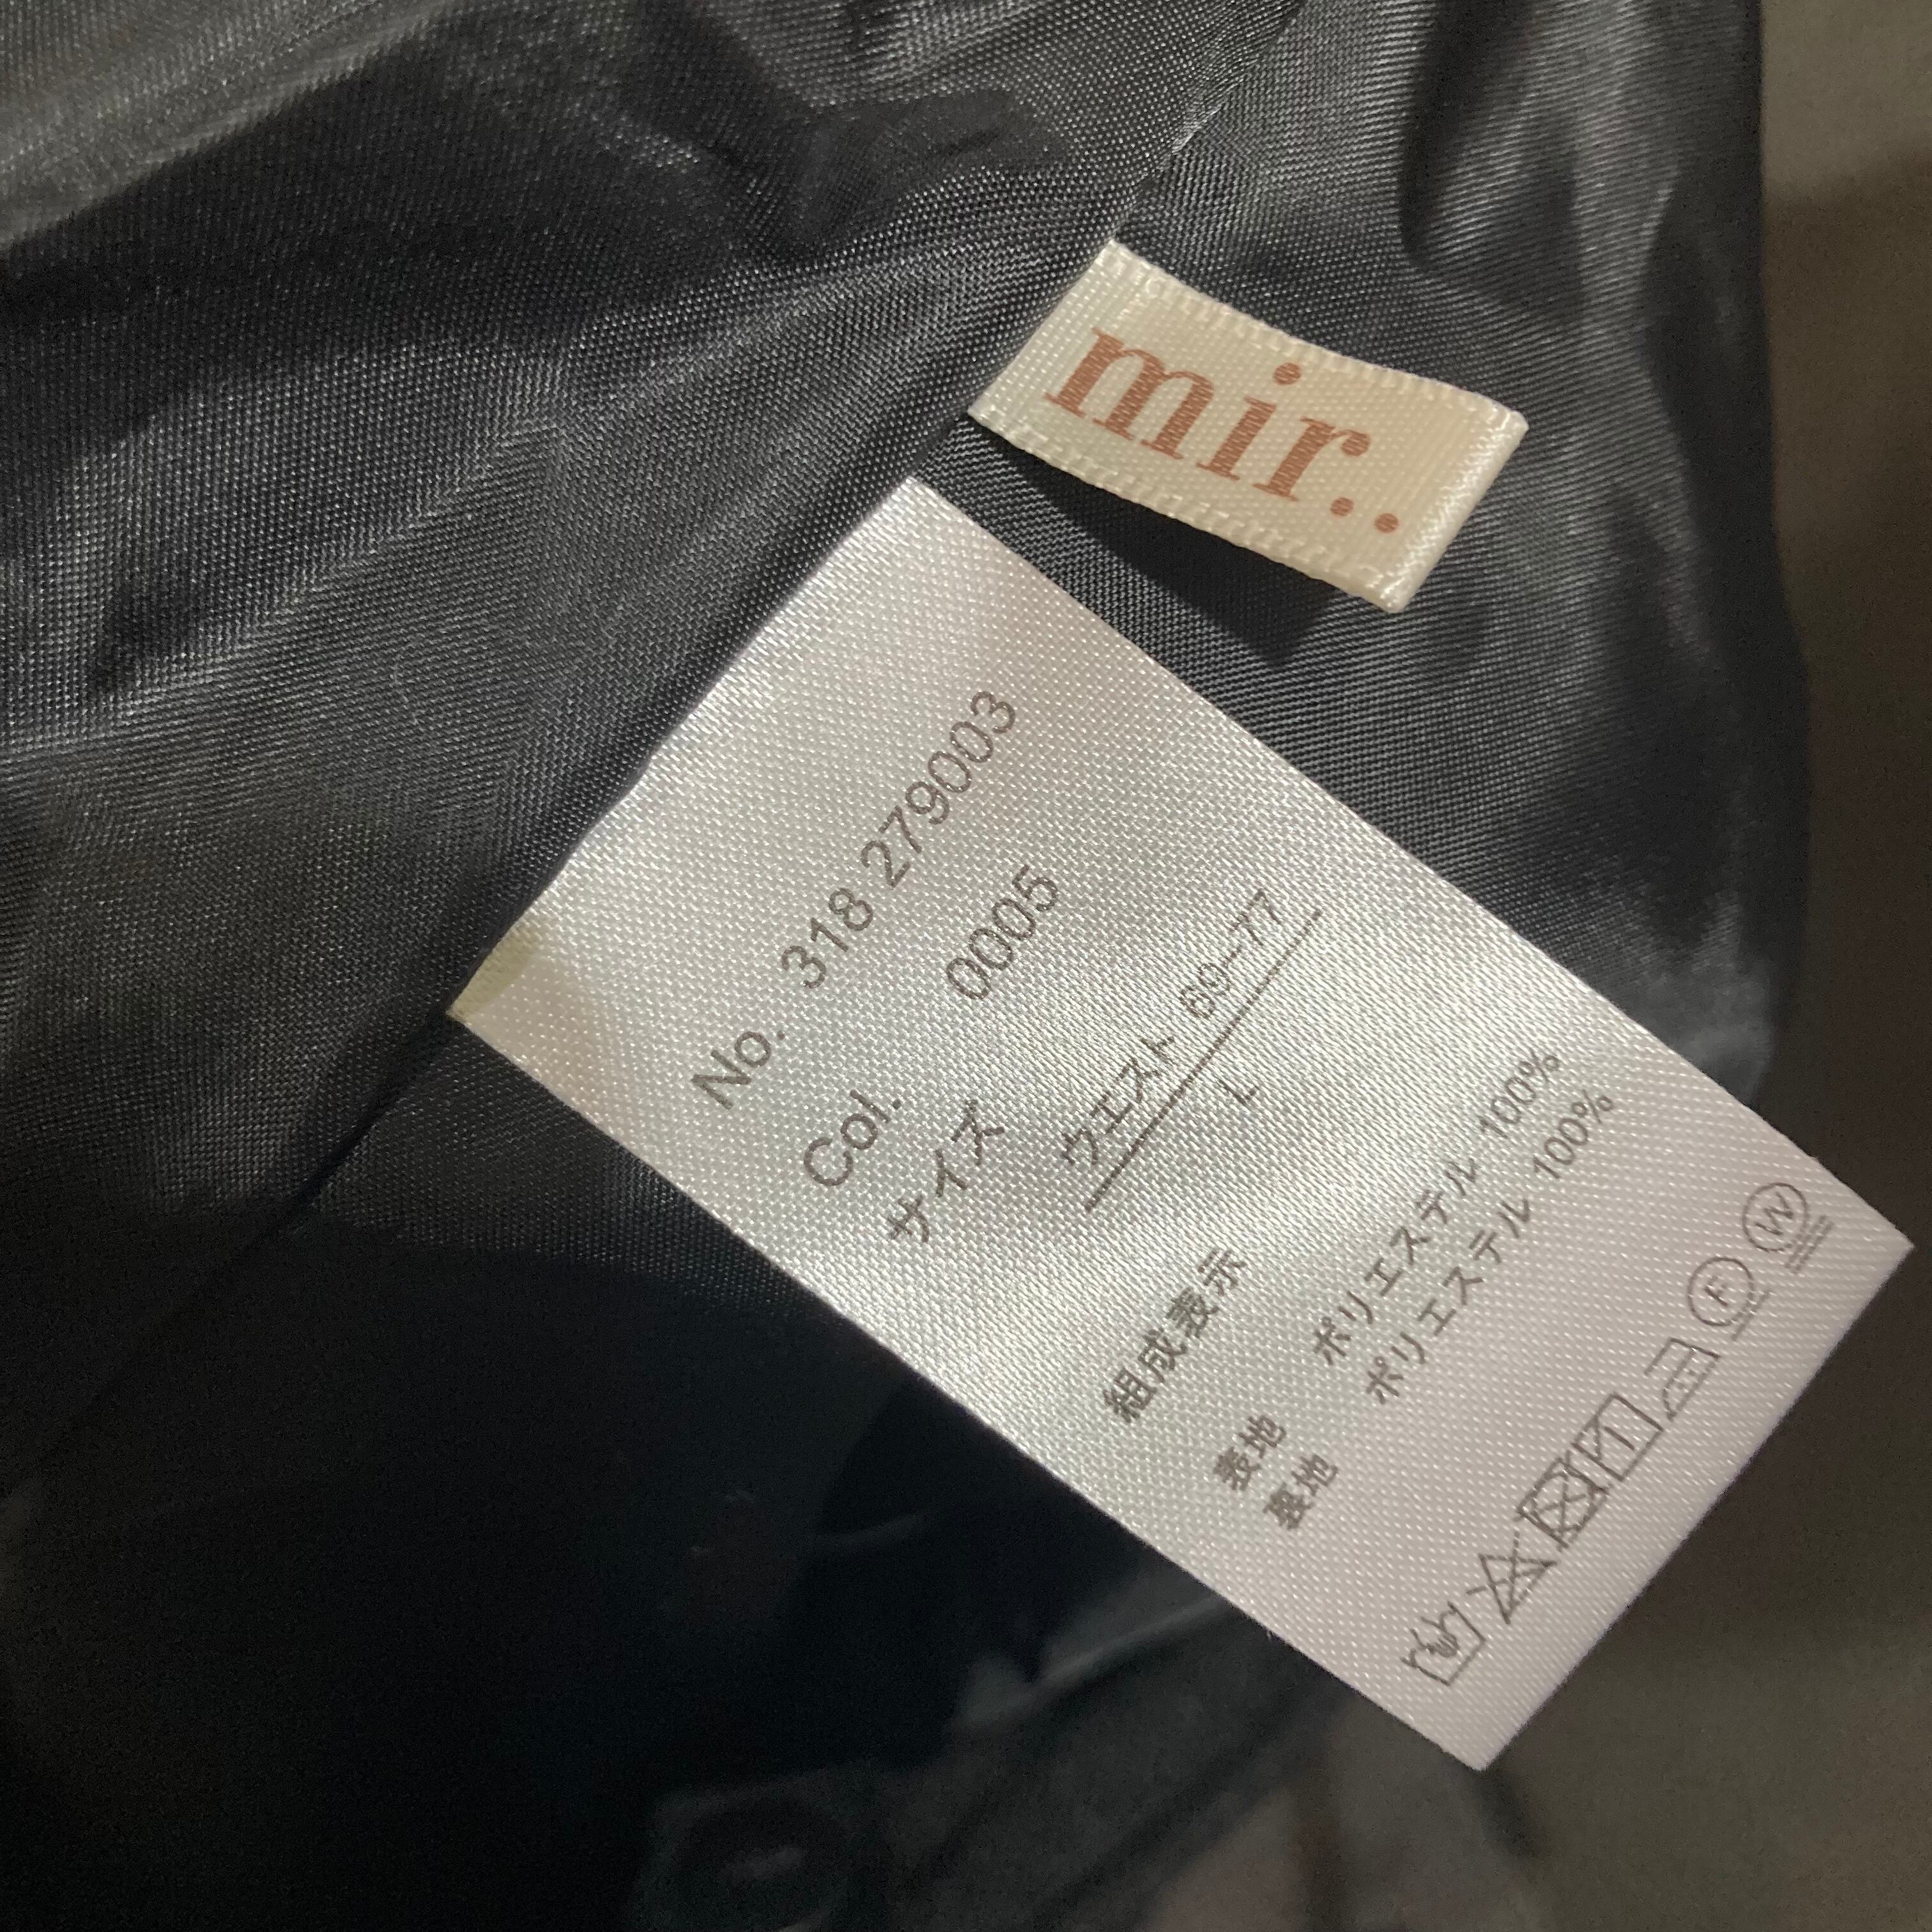 mir..
No. 318 279003
Col. 0005
サイズ
ウエスト 69-77
L
組成表示
表地 ポリエステル 100%
裏地 ポリエステル 100%
F W